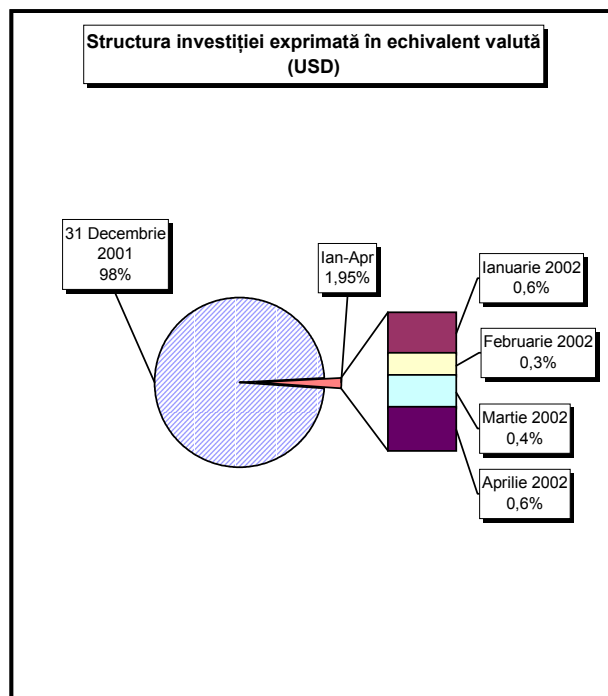 Structura investiției exprimată în echivalent valută
(USD)
31 Decembrie
2001
98%
Ian-Apr
1,95%
Ianuarie 2002
0,6%
Februarie 2002
0,3%
Martie 2002
0,4%
Aprilie 2002
0,6%